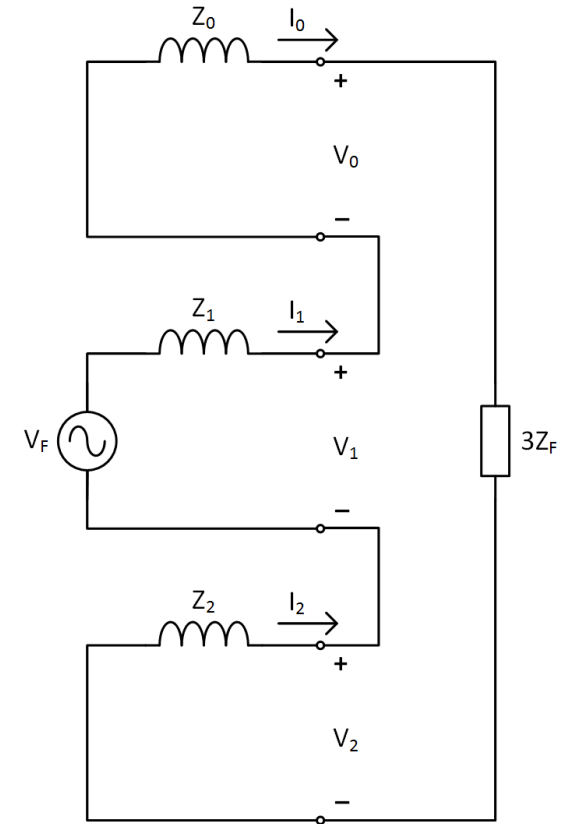 Z₀ I₀
+
V₀
−
Z₁ I₁
+
V_F V₁ 3Z_F
−
Z₂ I₂
+
V₂
−